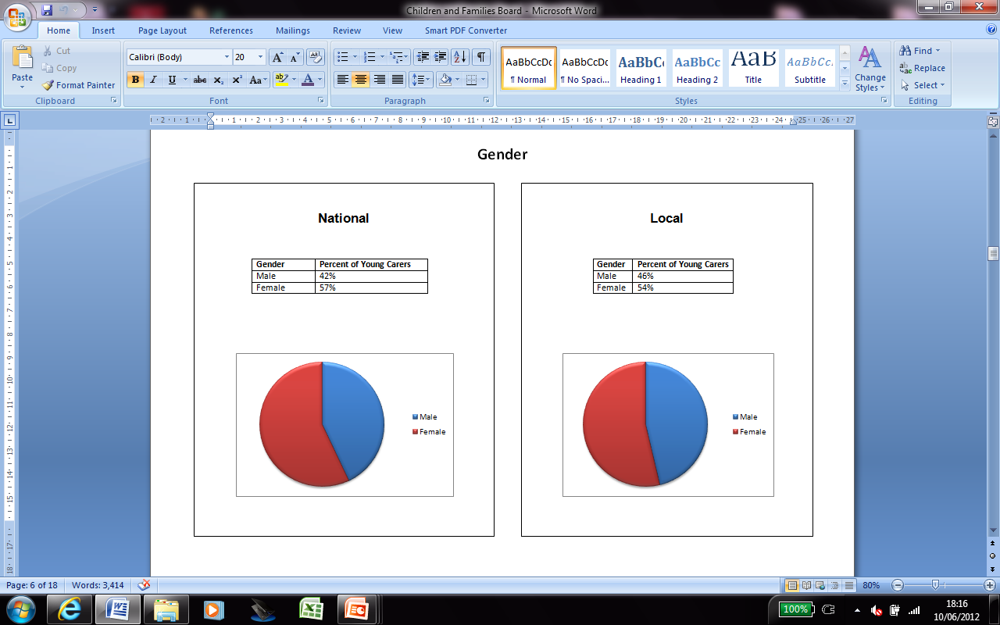 Children and Families Board - Microsoft Word
Home Insert Page Layout References Mailings Review View Smart PDF Converter
Paste
Cut
Copy
Format Painter
Clipboard
Calibri (Body) 20
B I U abc x₂ x² Aa
Font
Paragraph
AaBbCcDc AaBbCcDc AaBbCc AaBbCc AaB AaBbCc.
¶ Normal ¶ No Spaci... Heading 1 Heading 2 Title Subtitle
Change Styles
Styles
Find
Replace
Select
Editing
2 1 1 2 3 4 5 6 7 8 9 10 11 12 13 14 15 16 17 18 19 20 21 22 23 24 25 26 27
Gender
National
Gender Percent of Young Carers
Male 42%
Female 57%
Male
Female
Local
Gender Percent of Young Carers
Male 46%
Female 54%
Male
Female
Page: 6 of 18 Words: 3,414 80%
100% 18:16
10/06/2012